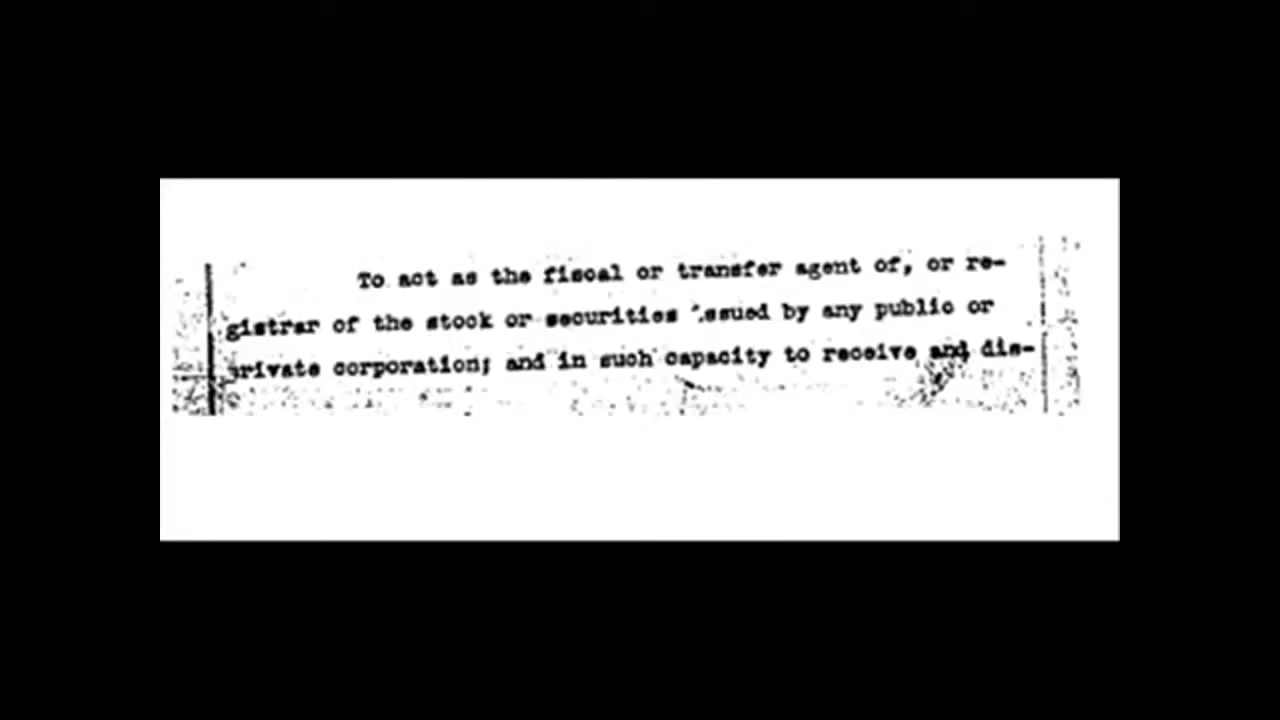 To act as the fiscal or transfer agent of, or re-
gistrar of the stock or securities issued by any public or
private corporation; and in such capacity to receive and dis-